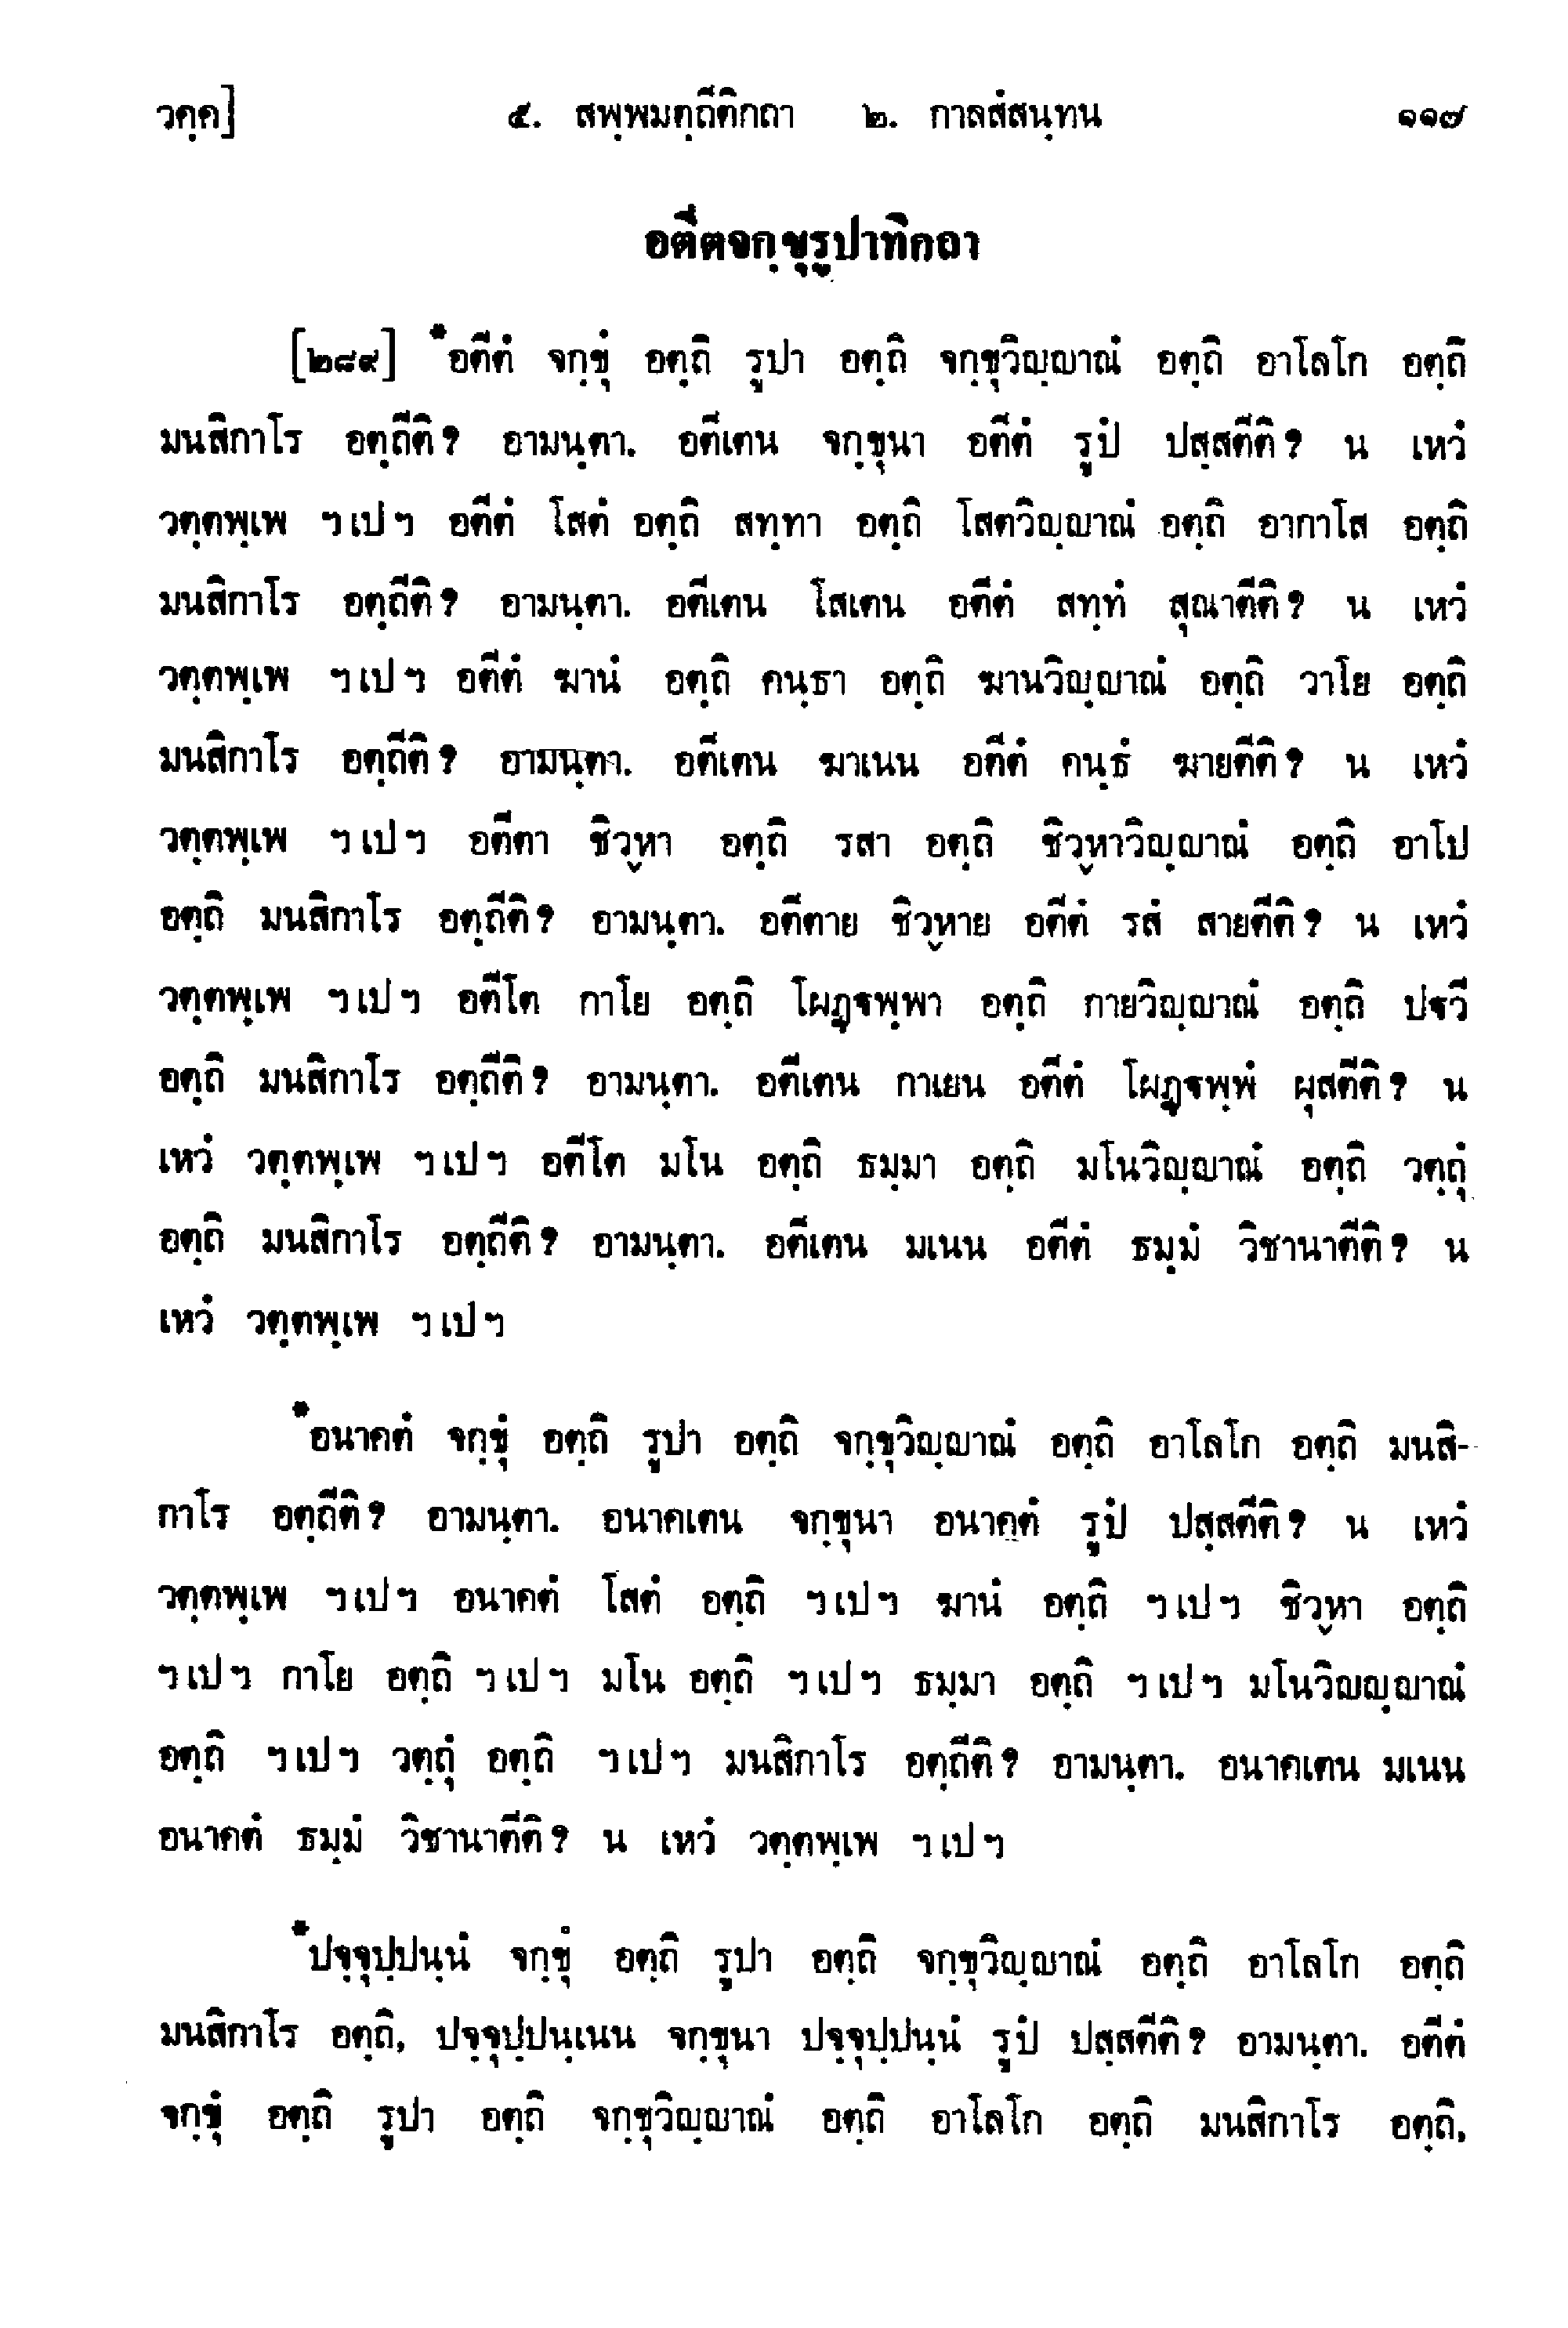 วคฺค]	๕. สพฺพมตฺถีติกถา ๒. กาลสํสนฺทน	๑๑๗
อตีตจกฺขุรูปาทิกถา
[๒๘๙] *อตีตํ จกฺขุํ อตฺถิ รูปา อตฺถิ จกฺขุวิญฺญาณํ อตฺถิ อาโลโก อตฺถิ
มนสิกาโร อตฺถีติ? อามนฺตา. อตีเตน จกฺขุนา อตีตํ รูปํ ปสฺสตีติ? น เหวํ
วตฺตพฺเพ ฯเปฯ อตีตํ โสตํ อตฺถิ สทฺทา อตฺถิ โสตวิญฺญาณํ อตฺถิ อากาโส อตฺถิ
มนสิกาโร อตฺถีติ? อามนฺตา. อตีเตน โสเตน อตีตํ สทฺทํ สุณาตีติ? น เหวํ
วตฺตพฺเพ ฯเปฯ อตีตํ ฆานํ อตฺถิ คนฺธา อตฺถิ ฆานวิญฺญาณํ อตฺถิ วาโย อตฺถิ
มนสิกาโร อตฺถีติ? อามนฺตา. อตีเตน ฆาเนน อตีตํ คนฺธํ ฆายตีติ? น เหวํ
วตฺตพฺเพ ฯเปฯ อตีตา ชิวฺหา อตฺถิ รสา อตฺถิ ชิวฺหาวิญฺญาณํ อตฺถิ อาโป
อตฺถิ มนสิกาโร อตฺถีติ? อามนฺตา. อตีตาย ชิวฺหาย อตีตํ รสํ สายตีติ? น เหวํ
วตฺตพฺเพ ฯเปฯ อตีโต กาโย อตฺถิ โผฏฺฐพฺพา อตฺถิ กายวิญฺญาณํ อตฺถิ ปฐวี
อตฺถิ มนสิกาโร อตฺถีติ? อามนฺตา. อตีเตน กาเยน อตีตํ โผฏฺฐพฺพํ ผุสตีติ? น
เหวํ วตฺตพฺเพ ฯเปฯ อตีโต มโน อตฺถิ ธมฺมา อตฺถิ มโนวิญฺญาณํ อตฺถิ วตฺถุํ
อตฺถิ มนสิกาโร อตฺถีติ? อามนฺตา. อตีเตน มเนน อตีตํ ธมฺมํ วิชานาตีติ? น
เหวํ วตฺตพฺเพ ฯเปฯ
*อนาคตํ จกฺขุํ อตฺถิ รูปา อตฺถิ จกฺขุวิญฺญาณํ อตฺถิ อาโลโก อตฺถิ มนสิ-
กาโร อตฺถีติ? อามนฺตา. อนาคเตน จกฺขุนา อนาคตํ รูปํ ปสฺสตีติ? น เหวํ
วตฺตพฺเพ ฯเปฯ อนาคตํ โสตํ อตฺถิ ฯเปฯ ฆานํ อตฺถิ ฯเปฯ ชิวฺหา อตฺถิ
ฯเปฯ กาโย อตฺถิ ฯเปฯ มโน อตฺถิ ฯเปฯ ธมฺมา อตฺถิ ฯเปฯ มโนวิญญฺญาณํ
อตฺถิ ฯเปฯ วตฺถุํ อตฺถิ ฯเปฯ มนสิกาโร อตฺถีติ? อามนฺตา. อนาคเตน มเนน
อนาคตํ ธมฺมํ วิชานาตีติ? น เหวํ วตฺตพฺเพ ฯเปฯ
*ปจฺจุปฺปนฺนํ จกฺขุํ อตฺถิ รูปา อตฺถิ จกฺขุวิญฺญาณํ อตฺถิ อาโลโก อตฺถิ
มนสิกาโร อตฺถิ, ปจฺจุปฺปนฺเนน จกฺขุนา ปจฺจุปฺปนฺนํ รูปํ ปสฺสตีติ? อามนฺตา. อตีตํ
จกฺขุํ อตฺถิ รูปา อตฺถิ จกฺขุวิญฺญาณํ อตฺถิ อาโลโก อตฺถิ มนสิกาโร อตฺถิ,